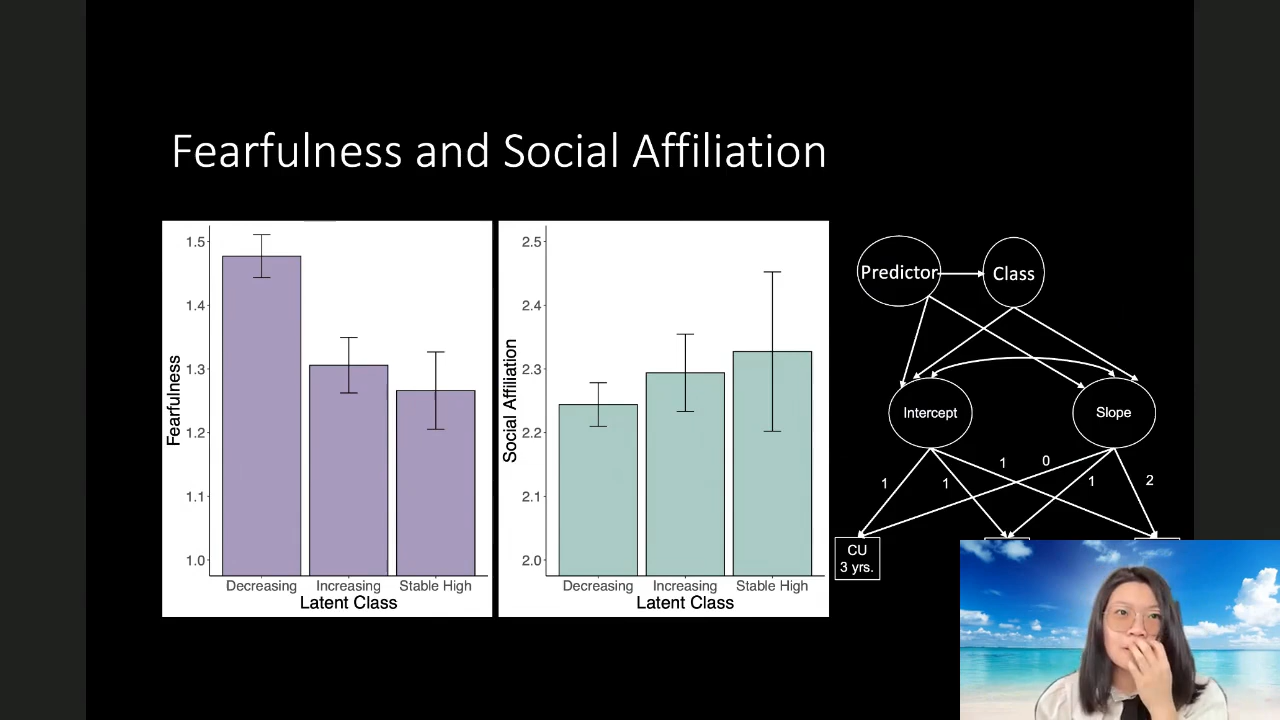 Fearfulness and Social Affiliation
Fearfulness
1.5
1.4
1.3
1.2
1.1
1.0
Decreasing Increasing Stable High
Latent Class
Social Affiliation
2.5
2.4
2.3
2.2
2.1
2.0
Decreasing Increasing Stable High
Latent Class
Predictor
Class
Intercept
Slope
1 0
1 1 1 2
CU
3 yrs.